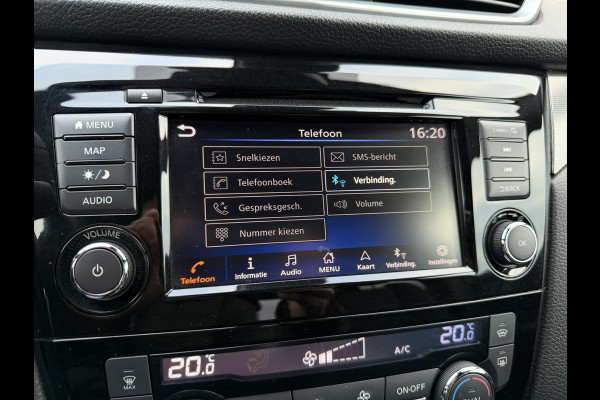 MENU
MAP
AUDIO
VOLUME
Telefoon
16:20
Snelkiezen
SMS-bericht
Telefoonboek
Verbinding.
Gespreksgesch.
Volume
Nummer kiezen
Telefoon
Informatie
Audio
MENU
Kaart
Verbinding.
Instellingen
BACK
OK
20.0°C
A/C
20.0°C
MAX
ON·OFF